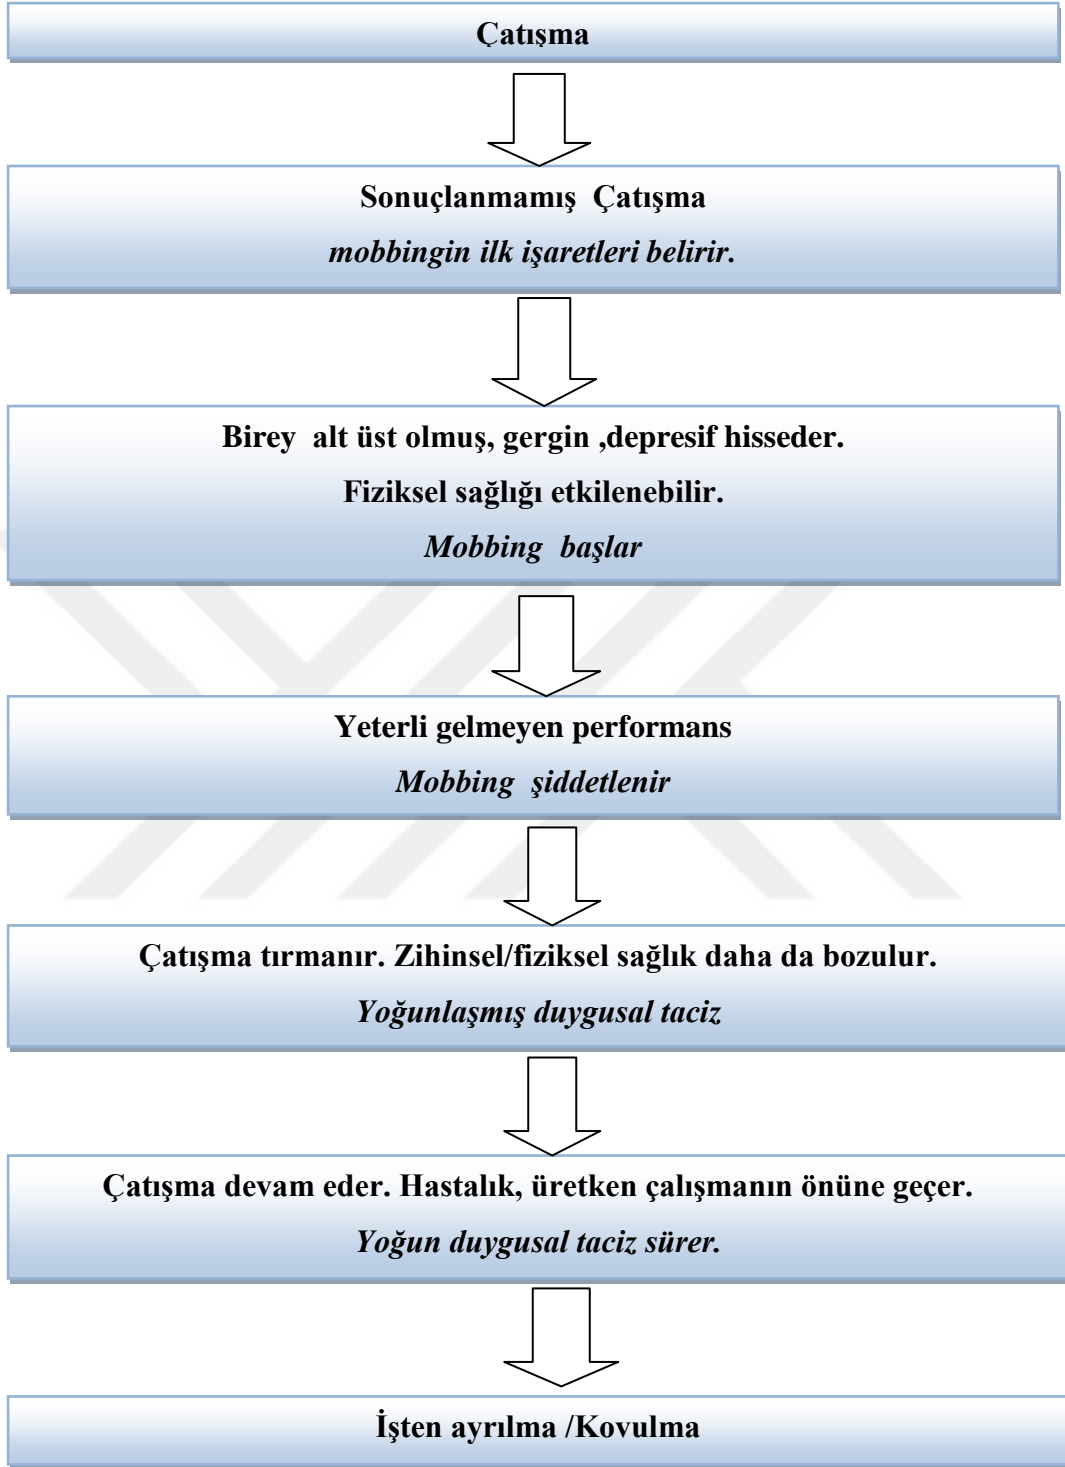 Çatışma
Sonuçlanmamış Çatışma
mobbingin ilk işaretleri belirir.
Birey alt üst olmuş, gergin ,depresif hisseder.
Fiziksel sağlığı etkilenebilir.
Mobbing başlar
Yeterli gelmeyen performans
Mobbing şiddetlenir
Çatışma tırmanır. Zihinsel/fiziksel sağlık daha da bozulur.
Yoğunlaşmış duygusal taciz
Çatışma devam eder. Hastalık, üretken çalışmanın önüne geçer.
Yoğun duygusal taciz sürer.
İşten ayrılma /Kovulma